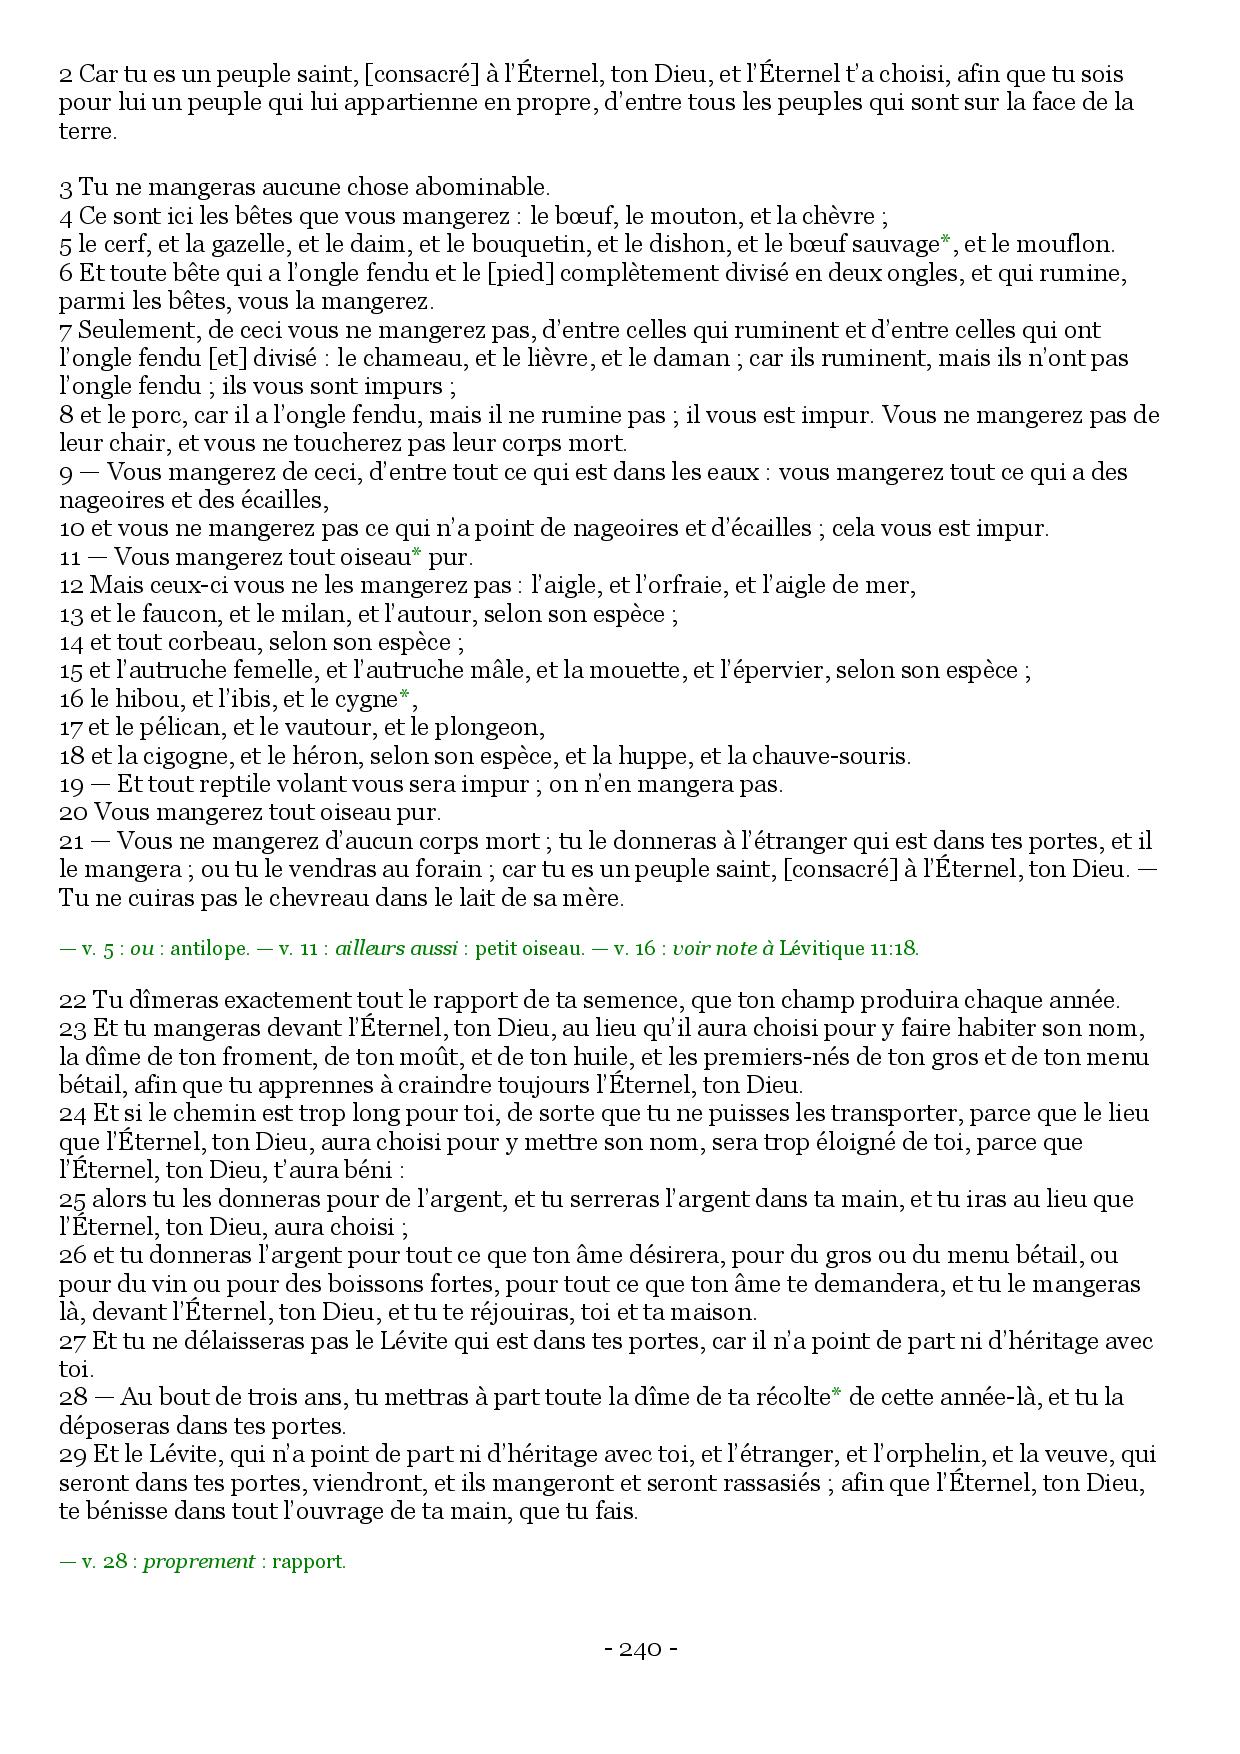 2 Car tu es un peuple saint, [consacré] à l’Éternel, ton Dieu, et l’Éternel t’a choisi, afin que tu sois
pour lui un peuple qui lui appartienne en propre, d’entre tous les peuples qui sont sur la face de la
terre.
3 Tu ne mangeras aucune chose abominable.
4 Ce sont ici les bêtes que vous mangerez : le bœuf, le mouton, et la chèvre ;
5 le cerf, et la gazelle, et le daim, et le bouquetin, et le dishon, et le bœuf sauvage*, et le mouflon.
6 Et toute bête qui a l’ongle fendu et le [pied] complètement divisé en deux ongles, et qui rumine,
parmi les bêtes, vous la mangerez.
7 Seulement, de ceci vous ne mangerez pas, d’entre celles qui ruminent et d’entre celles qui ont
l’ongle fendu [et] divisé : le chameau, et le lièvre, et le daman ; car ils ruminent, mais ils n’ont pas
l’ongle fendu ; ils vous sont impurs ;
8 et le porc, car il a l’ongle fendu, mais il ne rumine pas ; il vous est impur. Vous ne mangerez pas de
leur chair, et vous ne toucherez pas leur corps mort.
9 — Vous mangerez de ceci, d’entre tout ce qui est dans les eaux : vous mangerez tout ce qui a des
nageoires et des écailles,
10 et vous ne mangerez pas ce qui n’a point de nageoires et d’écailles ; cela vous est impur.
11 — Vous mangerez tout oiseau* pur.
12 Mais ceux-ci vous ne les mangerez pas : l’aigle, et l’orfraie, et l’aigle de mer,
13 et le faucon, et le milan, et l’autour, selon son espèce ;
14 et tout corbeau, selon son espèce ;
15 et l’autruche femelle, et l’autruche mâle, et la mouette, et l’épervier, selon son espèce ;
16 le hibou, et l’ibis, et le cygne*,
17 et le pélican, et le vautour, et le plongeon,
18 et la cigogne, et le héron, selon son espèce, et la huppe, et la chauve-souris.
19 — Et tout reptile volant vous sera impur ; on n’en mangera pas.
20 Vous mangerez tout oiseau pur.
21 — Vous ne mangerez d’aucun corps mort ; tu le donneras à l’étranger qui est dans tes portes, et il
le mangera ; ou tu le vendras au forain ; car tu es un peuple saint, [consacré] à l’Éternel, ton Dieu. —
Tu ne cuiras pas le chevreau dans le lait de sa mère.
— v. 5 : ou : antilope. — v. 11 : ailleurs aussi : petit oiseau. — v. 16 : voir note à Lévitique 11:18.
22 Tu dîmeras exactement tout le rapport de ta semence, que ton champ produira chaque année.
23 Et tu mangeras devant l’Éternel, ton Dieu, au lieu qu’il aura choisi pour y faire habiter son nom,
la dîme de ton froment, de ton moût, et de ton huile, et les premiers-nés de ton gros et de ton menu
bétail, afin que tu apprennes à craindre toujours l’Éternel, ton Dieu.
24 Et si le chemin est trop long pour toi, de sorte que tu ne puisses les transporter, parce que le lieu
que l’Éternel, ton Dieu, aura choisi pour y mettre son nom, sera trop éloigné de toi, parce que
l’Éternel, ton Dieu, t’aura béni :
25 alors tu les donneras pour de l’argent, et tu serreras l’argent dans ta main, et tu iras au lieu que
l’Éternel, ton Dieu, aura choisi ;
26 et tu donneras l’argent pour tout ce que ton âme désirera, pour du gros ou du menu bétail, ou
pour du vin ou pour des boissons fortes, pour tout ce que ton âme te demandera, et tu le mangeras
là, devant l’Éternel, ton Dieu, et tu te réjouiras, toi et ta maison.
27 Et tu ne délaisseras pas le Lévite qui est dans tes portes, car il n’a point de part ni d’héritage avec
toi.
28 — Au bout de trois ans, tu mettras à part toute la dîme de ta récolte* de cette année-là, et tu la
déposeras dans tes portes.
29 Et le Lévite, qui n’a point de part ni d’héritage avec toi, et l’étranger, et l’orphelin, et la veuve, qui
seront dans tes portes, viendront, et ils mangeront et seront rassasiés ; afin que l’Éternel, ton Dieu,
te bénisse dans tout l’ouvrage de ta main, que tu fais.
— v. 28 : proprement : rapport.
- 240 -